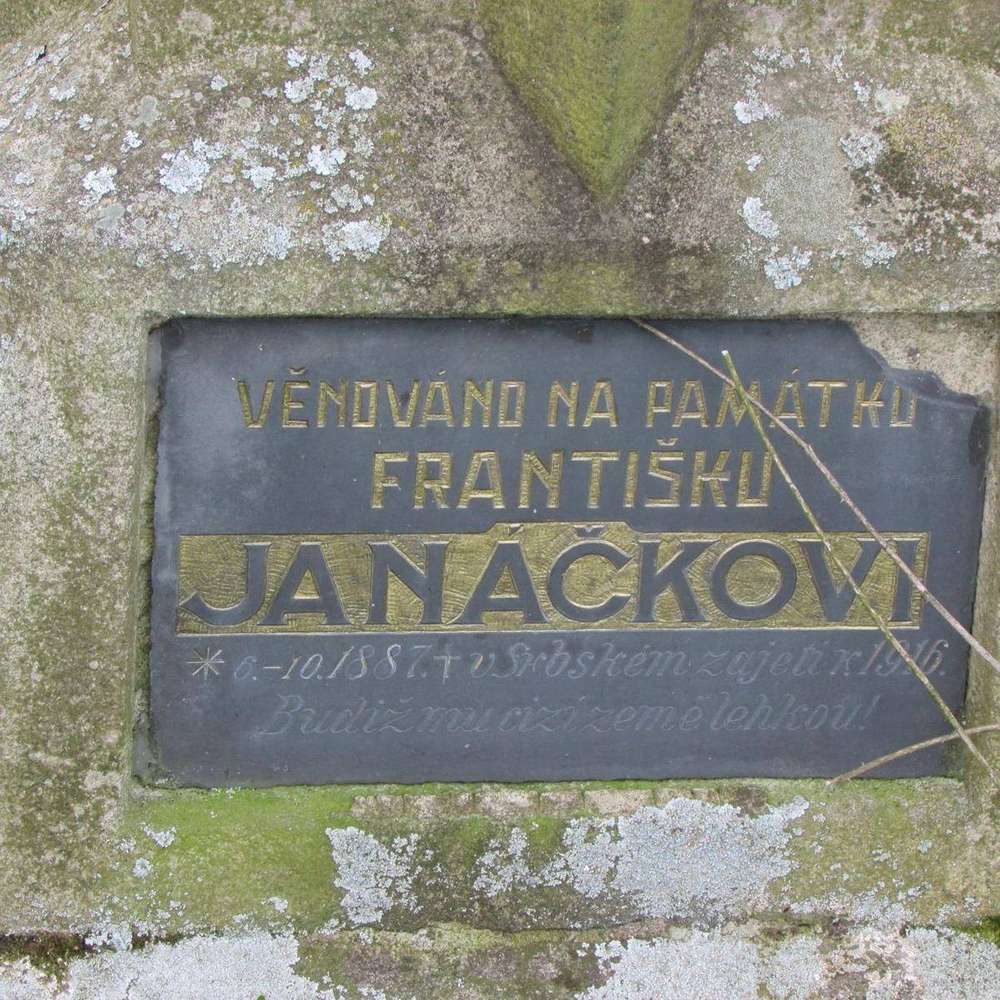 VĚNOVÁNO NA PAMÁTKU
FRANTIŠKU
JANÁČKOVI
* 6.-10.1887. † v Srbském zajetí r. 1916.
Budiž mu cizí země lehkou!